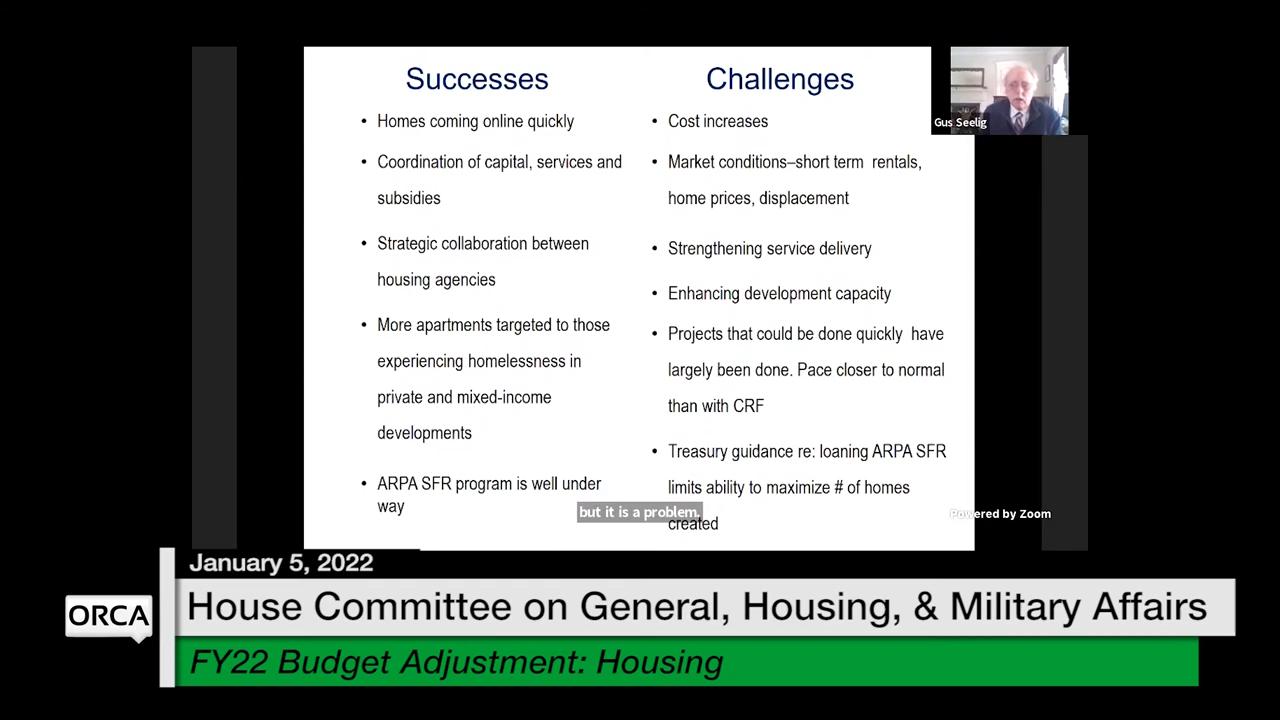 Successes
• Homes coming online quickly
• Coordination of capital, services and
subsidies
• Strategic collaboration between
housing agencies
• More apartments targeted to those
experiencing homelessness in
private and mixed-income
developments
• ARPA SFR program is well under
way
Challenges
• Cost increases
• Market conditions–short term rentals,
home prices, displacement
• Strengthening service delivery
• Enhancing development capacity
• Projects that could be done quickly have
largely been done. Pace closer to normal
than with CRF
• Treasury guidance re: loaning ARPA SFR
limits ability to maximize # of homes
created
Gus Seelig
but it is a problem.
Powered by Zoom
January 5, 2022
ORCA
House Committee on General, Housing, & Military Affairs
FY22 Budget Adjustment: Housing